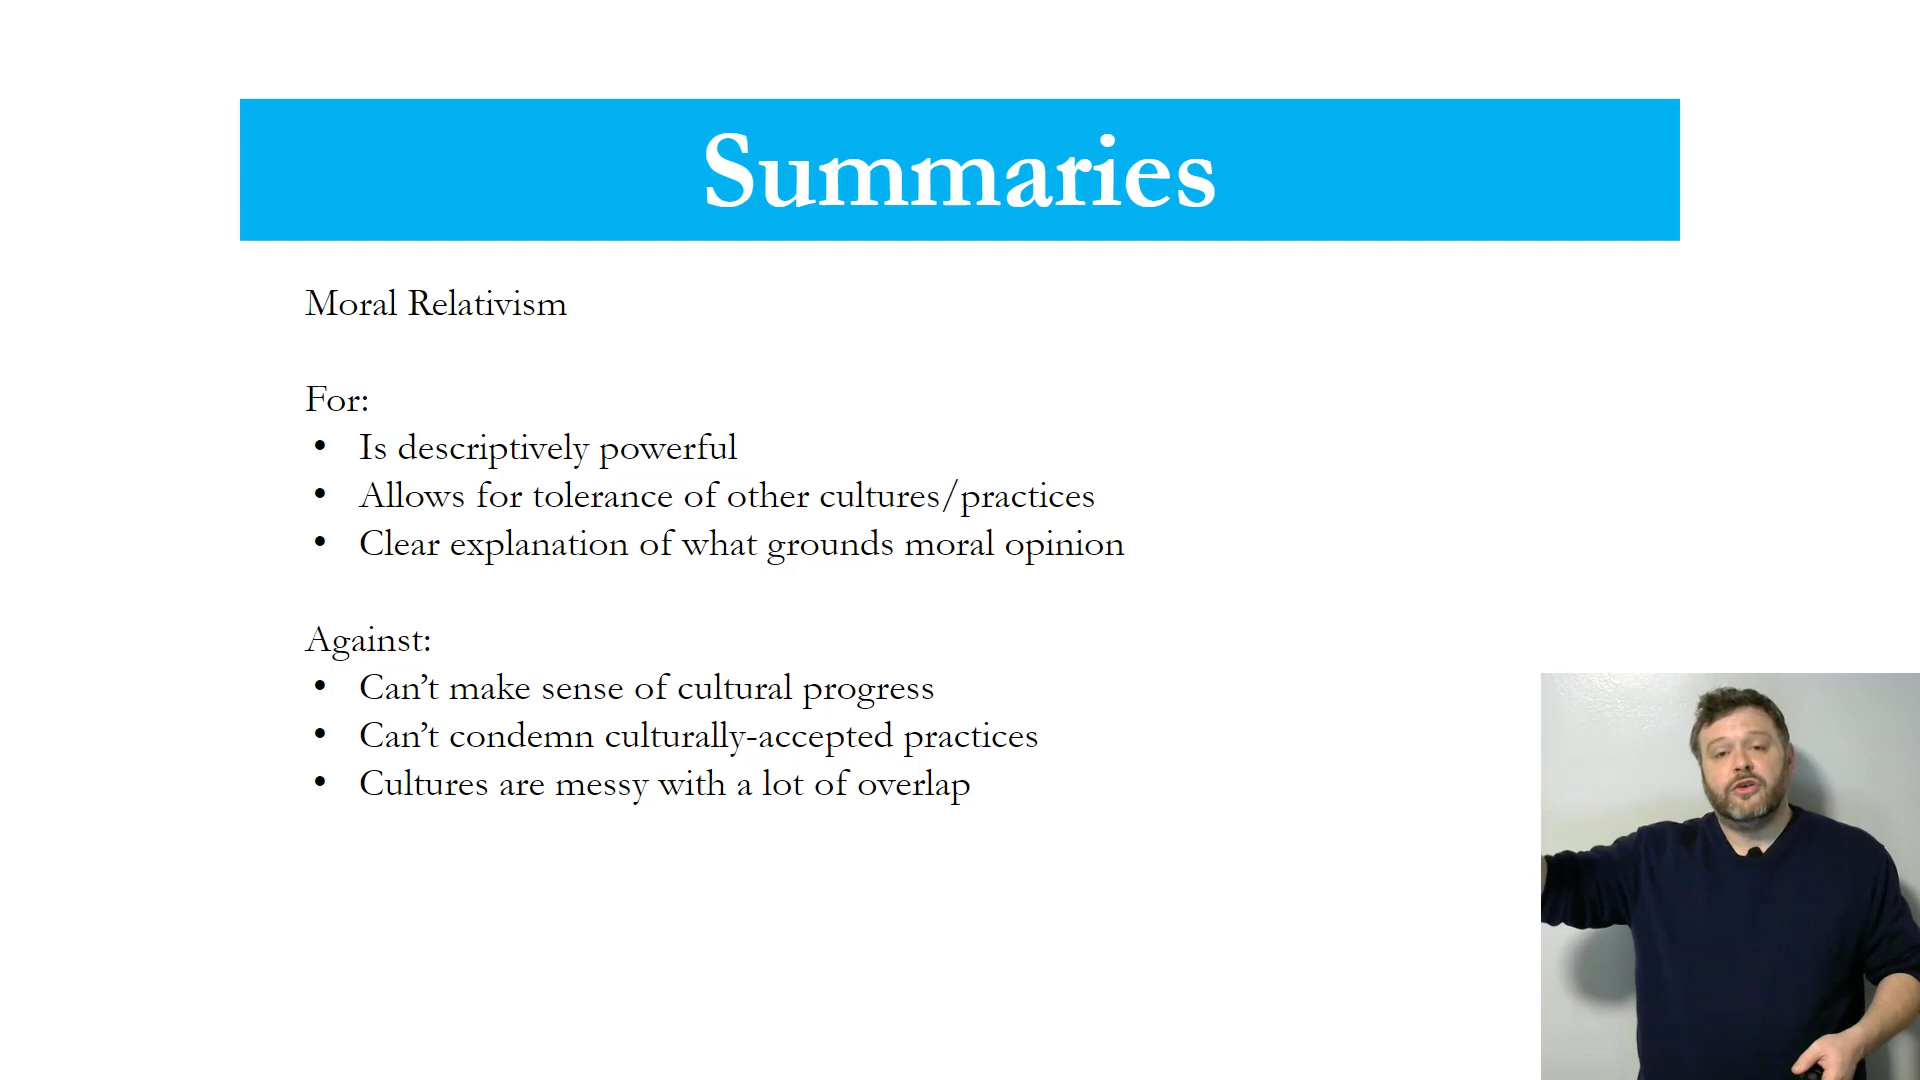 Summaries
Moral Relativism
For:
• Is descriptively powerful
• Allows for tolerance of other cultures/practices
• Clear explanation of what grounds moral opinion
Against:
• Can’t make sense of cultural progress
• Can’t condemn culturally-accepted practices
• Cultures are messy with a lot of overlap